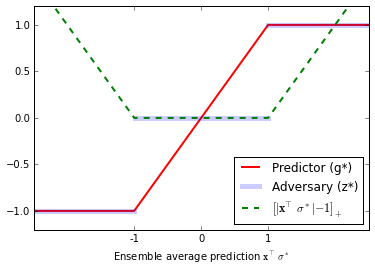 1.0
0.5
0.0
−0.5
−1.0
-1
0
1
Predictor (g*)
Adversary (z*)
[|x⊤ σ*|−1]₊
Ensemble average prediction x⊤ σ*